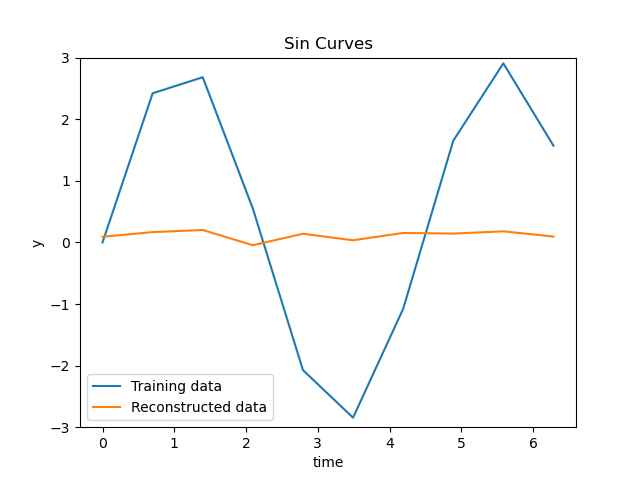 Sin Curves
3
2
1
0
−1
−2
−3
y
Training data
Reconstructed data
0 1 2 3 4 5 6
time